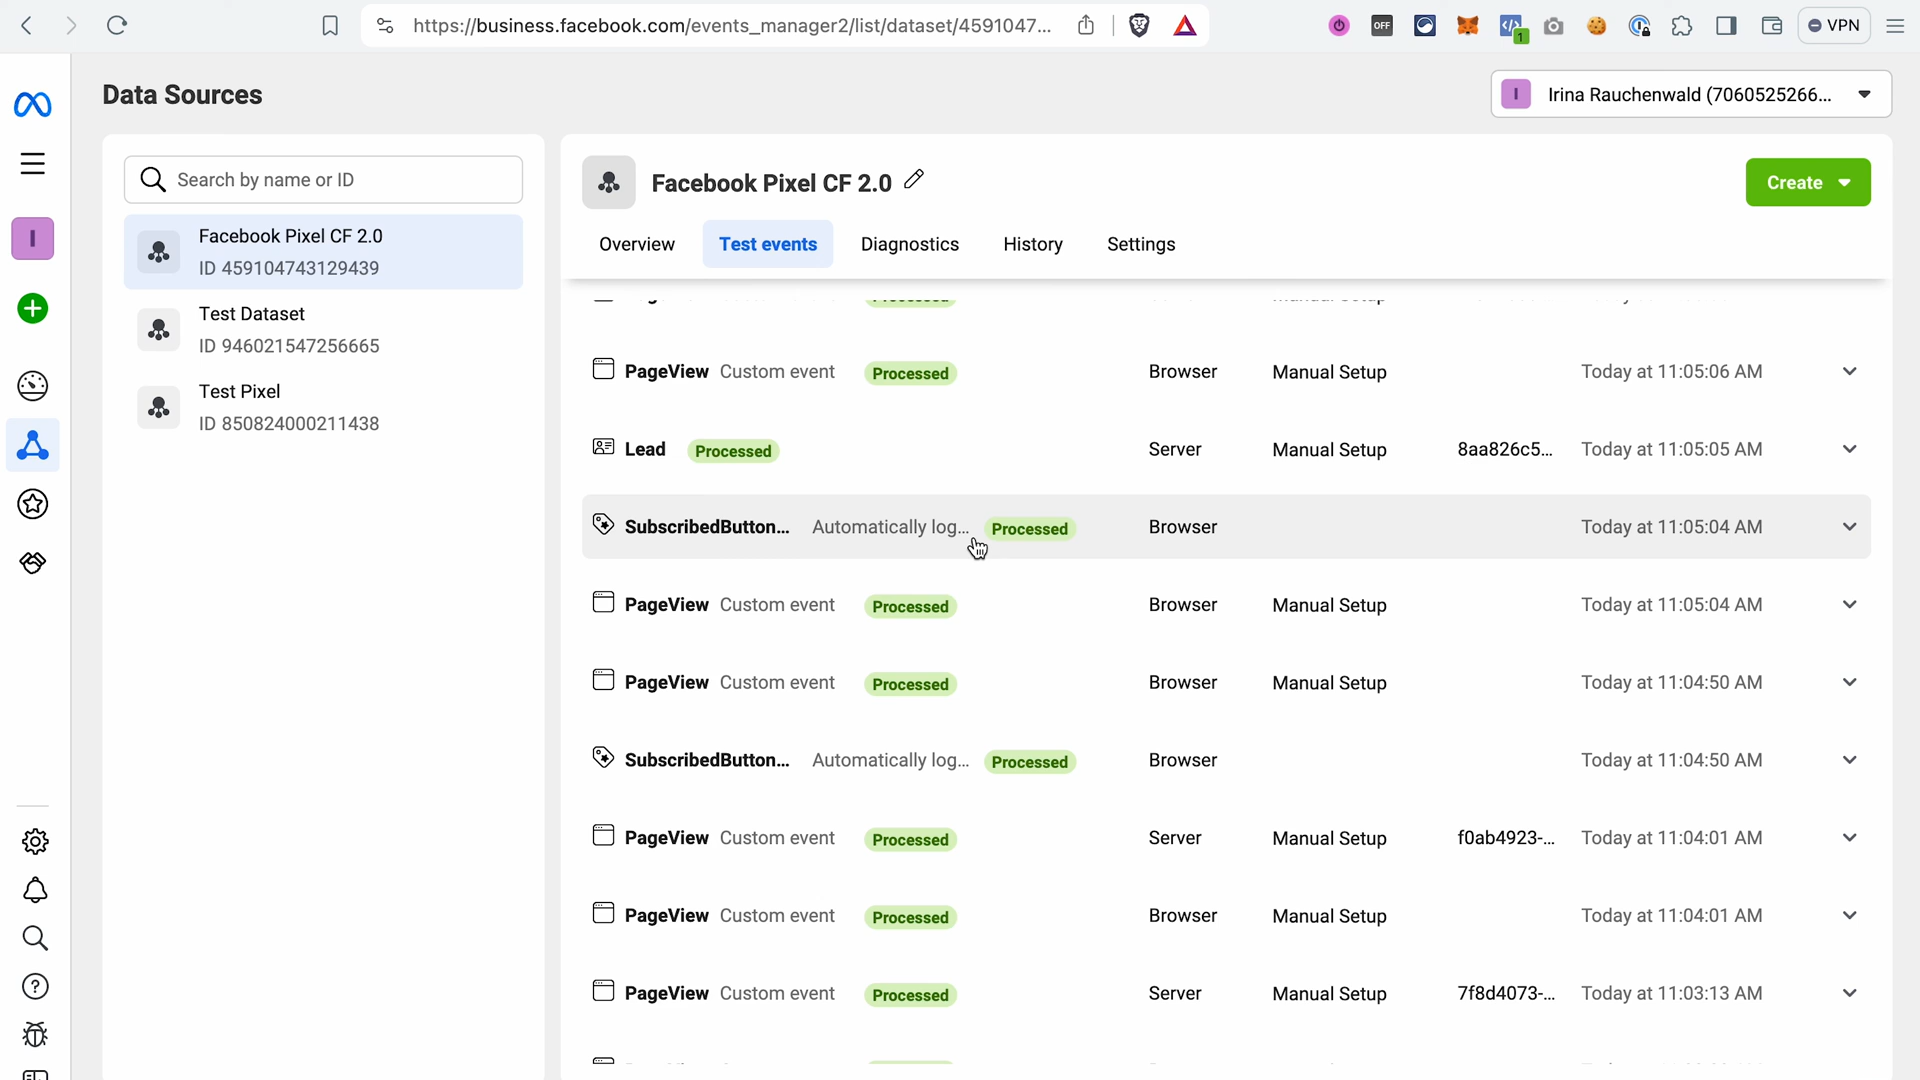 https://business.facebook.com/events_manager2/list/dataset/4591047...
OFF
1
VPN
Data Sources
I
Irina Rauchenwald (7060525266...
Search by name or ID
Facebook Pixel CF 2.0
ID 459104743129439
Test Dataset
ID 946021547256665
Test Pixel
ID 850824000211438
I
Facebook Pixel CF 2.0
Create
Overview
Test events
Diagnostics
History
Settings
PageView Custom event Processed Browser Manual Setup Today at 11:05:06 AM
Lead Processed Server Manual Setup 8aa826c5... Today at 11:05:05 AM
SubscribedButton... Automatically log... Processed Browser Today at 11:05:04 AM
PageView Custom event Processed Browser Manual Setup Today at 11:05:04 AM
PageView Custom event Processed Browser Manual Setup Today at 11:04:50 AM
SubscribedButton... Automatically log... Processed Browser Today at 11:04:50 AM
PageView Custom event Processed Server Manual Setup f0ab4923-... Today at 11:04:01 AM
PageView Custom event Processed Browser Manual Setup Today at 11:04:01 AM
PageView Custom event Processed Server Manual Setup 7f8d4073-... Today at 11:03:13 AM